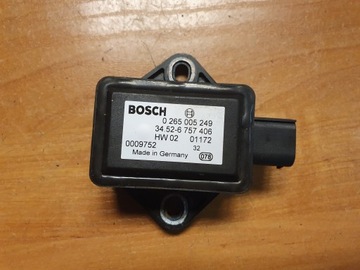 BOSCH
0 265 005 249
34.52-6 757 406
HW 02 01172
0009752 32
Made in Germany 078